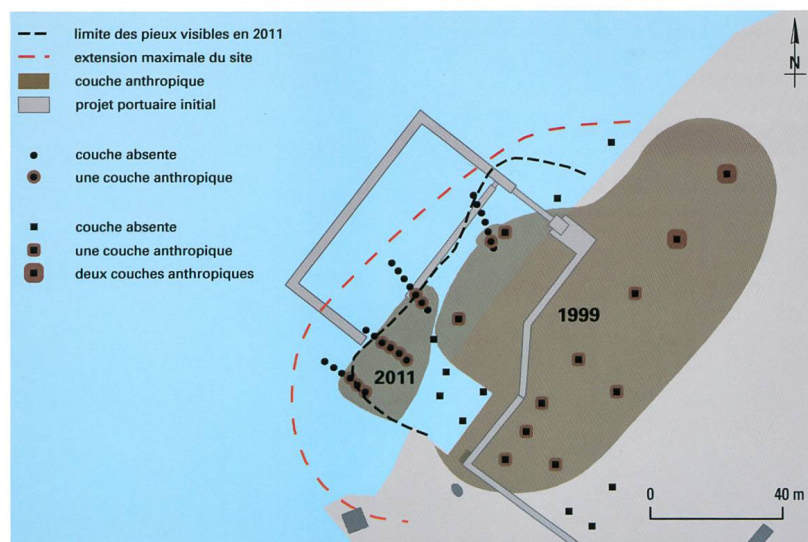 limite des pieux visibles en 2011
extension maximale du site
couche anthropique
projet portuaire initial
couche absente
une couche anthropique
couche absente
une couche anthropique
deux couches anthropiques
N
1999
2011
0
40 m